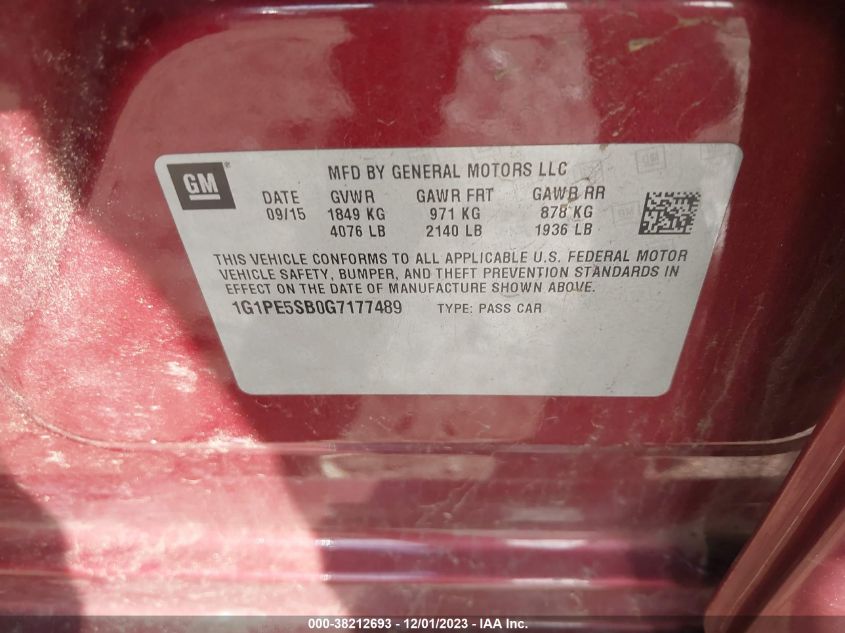 GM
MFD BY GENERAL MOTORS LLC
DATE GVWR GAWR FRT GAWR RR
09/15 1849 KG 971 KG 878 KG
4076 LB 2140 LB 1936 LB
THIS VEHICLE CONFORMS TO ALL APPLICABLE U.S. FEDERAL MOTOR
VEHICLE SAFETY, BUMPER, AND THEFT PREVENTION STANDARDS IN
EFFECT ON THE DATE OF MANUFACTURE SHOWN ABOVE.
1G1PE5SB0G7177489 TYPE: PASS CAR
000-38212693 - 12/01/2023 - IAA Inc.